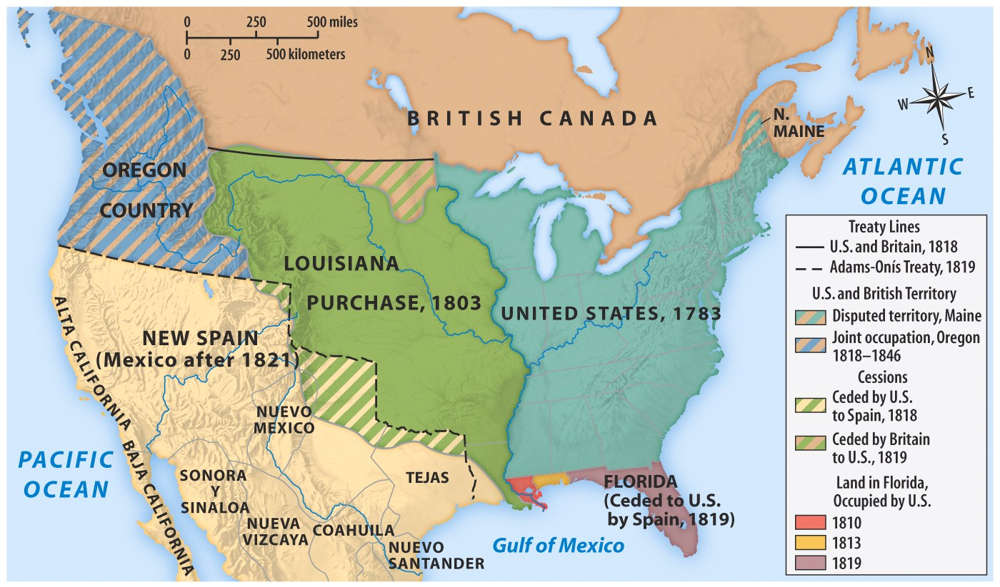 0 250 500 miles
0 250 500 kilometers
N
W E
S
BRITISH CANADA
N.
MAINE
OREGON
COUNTRY
ATLANTIC
OCEAN
LOUISIANA
PURCHASE, 1803
UNITED STATES, 1783
NEW SPAIN
(Mexico after 1821)
ALTA CALIFORNIA
BAJA CALIFORNIA
NUEVO
MEXICO
PACIFIC
OCEAN
SONORA
Y
SINALOA
TEJAS
NUEVA
VIZCAYA
COAHUILA
NUEVO
SANTANDER
FLORIDA
(Ceded to U.S.
by Spain, 1819)
Gulf of Mexico
Treaty Lines
U.S. and Britain, 1818
Adams-Onís Treaty, 1819
U.S. and British Territory
Disputed territory, Maine
Joint occupation, Oregon
1818–1846
Cessions
Ceded by U.S.
to Spain, 1818
Ceded by Britain
to U.S., 1819
Land in Florida,
Occupied by U.S.
1810
1813
1819